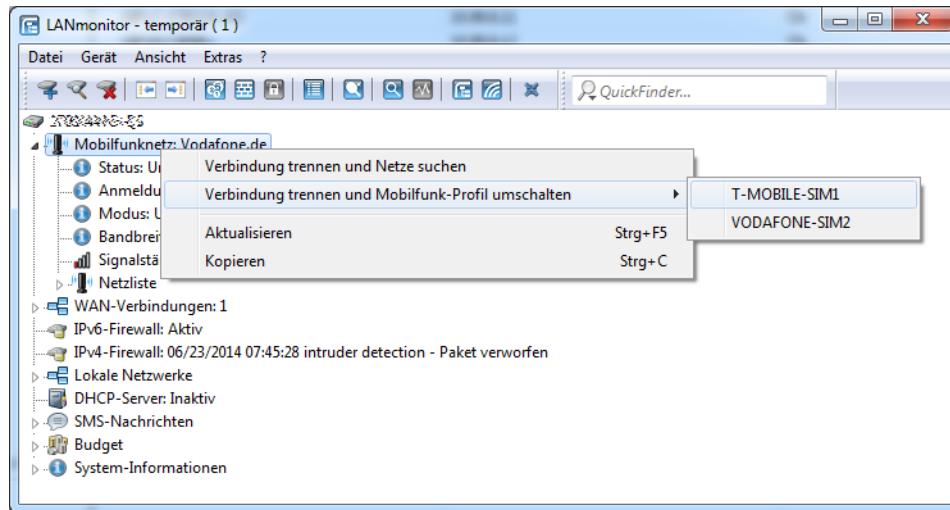 LANmonitor - temporär ( 1 )
Datei Gerät Ansicht Extras ?
QuickFinder...
Mobilfunknetz: Vodafone.de
Status: U
Anmeldu
Modus: U
Bandbrei
Signalstä
Netzliste
Verbindung trennen und Netze suchen
Verbindung trennen und Mobilfunk-Profil umschalten
Aktualisieren Strg+F5
Kopieren Strg+C
T-MOBILE-SIM1
VODAFONE-SIM2
WAN-Verbindungen: 1
IPv6-Firewall: Aktiv
IPv4-Firewall: 06/23/2014 07:45:28 intruder detection - Paket verworfen
Lokale Netzwerke
DHCP-Server: Inaktiv
SMS-Nachrichten
Budget
System-Informationen